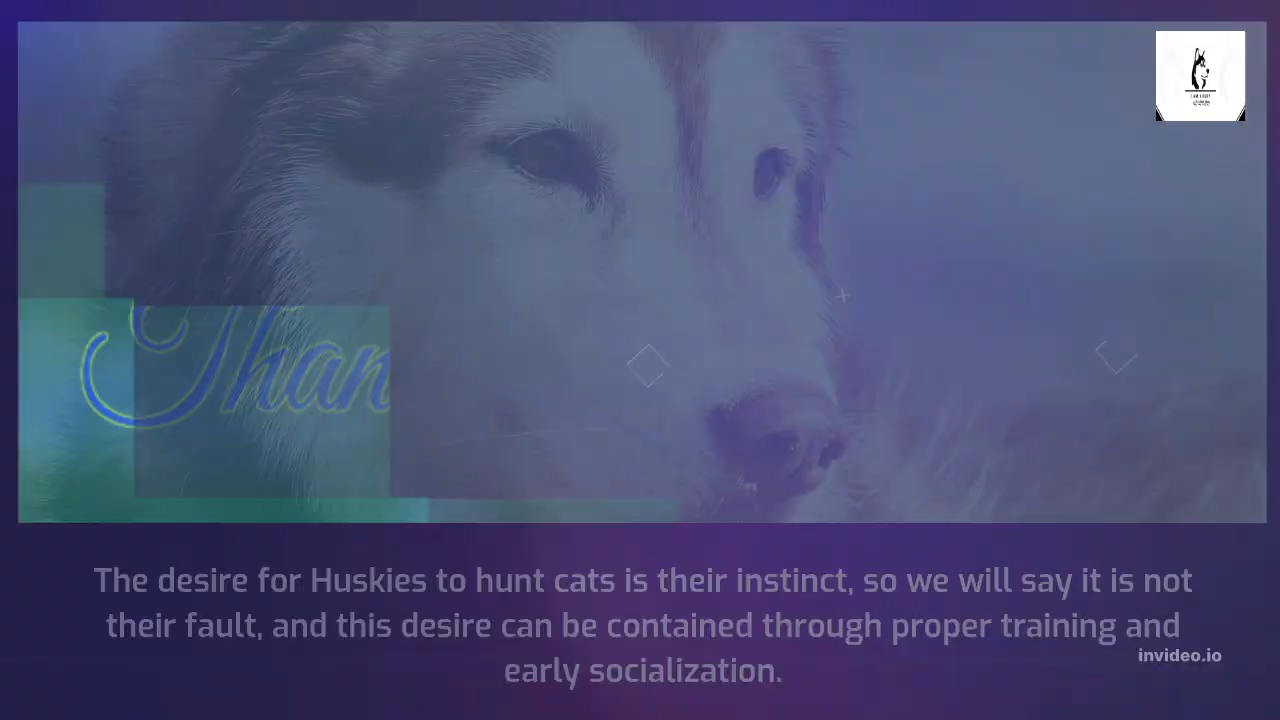 Than
The desire for Huskies to hunt cats is their instinct, so we will say it is not
their fault, and this desire can be contained through proper training and
invideo.io
early socialization.